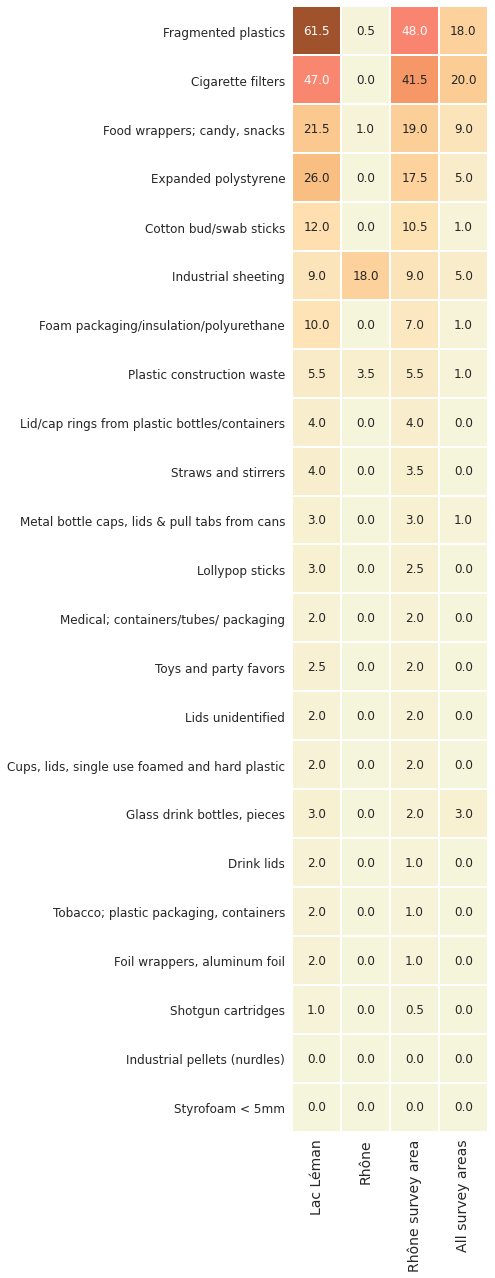 Fragmented plastics 61.5 0.5 48.0 18.0
Cigarette filters 47.0 0.0 41.5 20.0
Food wrappers; candy, snacks 21.5 1.0 19.0 9.0
Expanded polystyrene 26.0 0.0 17.5 5.0
Cotton bud/swab sticks 12.0 0.0 10.5 1.0
Industrial sheeting 9.0 18.0 9.0 5.0
Foam packaging/insulation/polyurethane 10.0 0.0 7.0 1.0
Plastic construction waste 5.5 3.5 5.5 1.0
Lid/cap rings from plastic bottles/containers 4.0 0.0 4.0 0.0
Straws and stirrers 4.0 0.0 3.5 0.0
Metal bottle caps, lids & pull tabs from cans 3.0 0.0 3.0 1.0
Lollypop sticks 3.0 0.0 2.5 0.0
Medical; containers/tubes/ packaging 2.0 0.0 2.0 0.0
Toys and party favors 2.5 0.0 2.0 0.0
Lids unidentified 2.0 0.0 2.0 0.0
Cups, lids, single use foamed and hard plastic 2.0 0.0 2.0 0.0
Glass drink bottles, pieces 3.0 0.0 2.0 3.0
Drink lids 2.0 0.0 1.0 0.0
Tobacco; plastic packaging, containers 2.0 0.0 1.0 0.0
Foil wrappers, aluminum foil 2.0 0.0 1.0 0.0
Shotgun cartridges 1.0 0.0 0.5 0.0
Industrial pellets (nurdles) 0.0 0.0 0.0 0.0
Styrofoam < 5mm 0.0 0.0 0.0 0.0
Lac Léman
Rhône
Rhône survey area
All survey areas